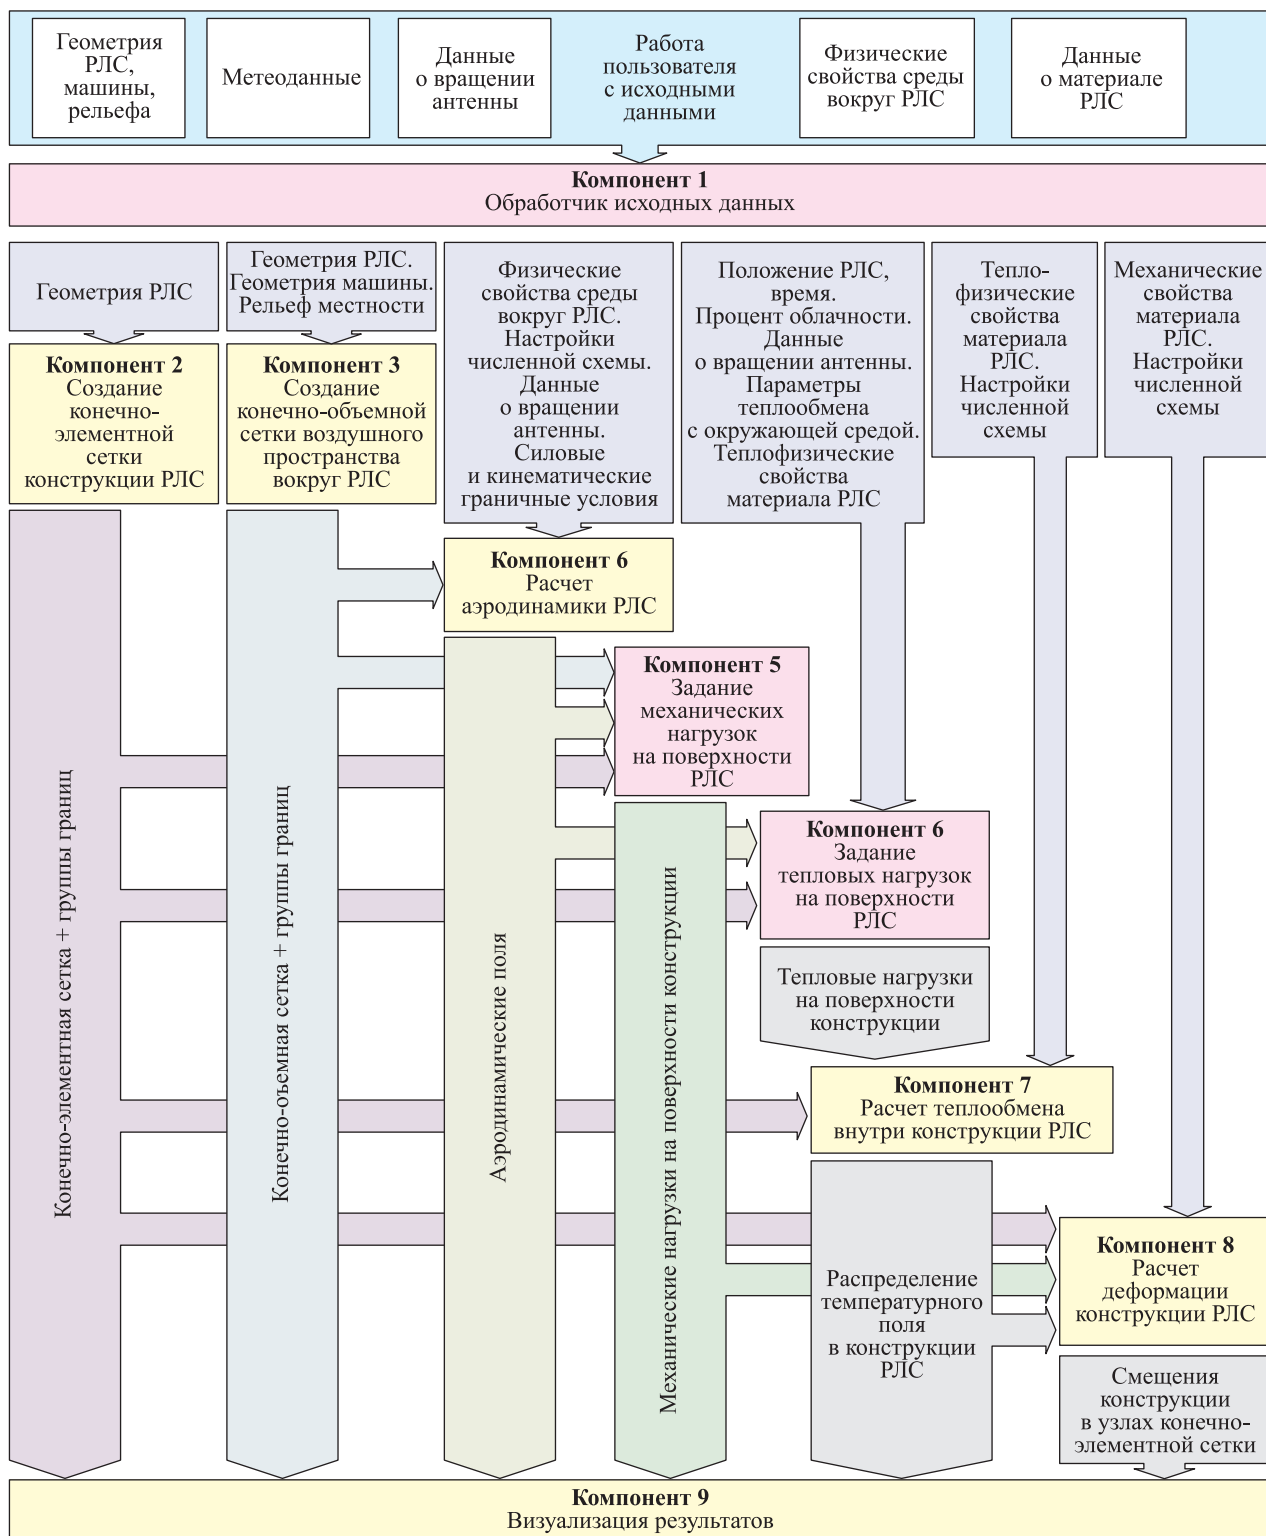 Геометрия
РЛС,
машины,
рельефа
Метеоданные
Данные
о вращении
антенны
Работа
пользователя
с исходными
данными
Физические
свойства среды
вокруг РЛС
Данные
о материале
РЛС
Компонент 1
Обработчик исходных данных
Геометрия РЛС
Геометрия РЛС.
Геометрия машины.
Рельеф местности
Физические
свойства среды
вокруг РЛС.
Настройки
численной схемы.
Данные
о вращении
антенны.
Силовые
и кинематические
граничные условия
Положение РЛС,
время.
Процент облачности.
Данные
о вращении антенны.
Параметры
теплообмена
с окружающей средой.
Теплофизические
свойства
материала РЛС
Тепло-
физические
свойства
материала
РЛС.
Настройки
численной
схемы
Механические
свойства
материала
РЛС.
Настройки
численной
схемы
Компонент 2
Создание
конечно-
элементной
сетки
конструкции РЛС
Компонент 3
Создание
конечно-объемной
сетки воздушного
пространства
вокруг РЛС
Компонент 6
Расчет
аэродинамики РЛС
Компонент 5
Задание
механических
нагрузок
на поверхности
РЛС
Компонент 6
Задание
тепловых нагрузок
на поверхности
РЛС
Тепловые нагрузки
на поверхности
конструкции
Компонент 7
Расчет теплообмена
внутри конструкции РЛС
Конечно-элементная сетка + группы границ
Конечно-оъемная сетка + группы границ
Аэродинамические поля
Механические нагрузки на поверхности конструкции
Распределение
температурного
поля
в конструкции
РЛС
Компонент 8
Расчет
деформации
конструкции РЛС
Смещения
конструкции
в узлах конечно-
элементной сетки
Компонент 9
Визуализация результатов